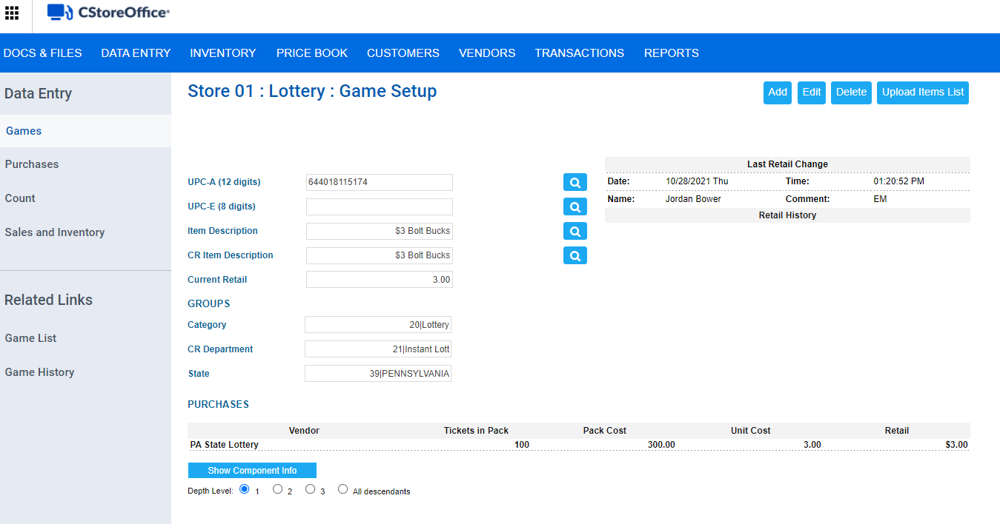 CStoreOffice®
DOCS & FILES DATA ENTRY INVENTORY PRICE BOOK CUSTOMERS VENDORS TRANSACTIONS REPORTS
Data Entry
Games
Purchases
Count
Sales and Inventory
Related Links
Game List
Game History
Store 01 : Lottery : Game Setup
Add Edit Delete Upload Items List
UPC-A (12 digits) 644018115174
UPC-E (8 digits)
Item Description $3 Bolt Bucks
CR Item Description $3 Bolt Bucks
Current Retail 3.00
GROUPS
Category 20|Lottery
CR Department 21|Instant Lott
State 39|PENNSYLVANIA
Last Retail Change
Date: 10/28/2021 Thu Time: 01:20:52 PM
Name: Jordan Bower Comment: EM
Retail History
PURCHASES
Vendor Tickets in Pack Pack Cost Unit Cost Retail
PA State Lottery 100 300.00 3.00 $3.00
Show Component Info
Depth Level: 1 2 3 All descendants